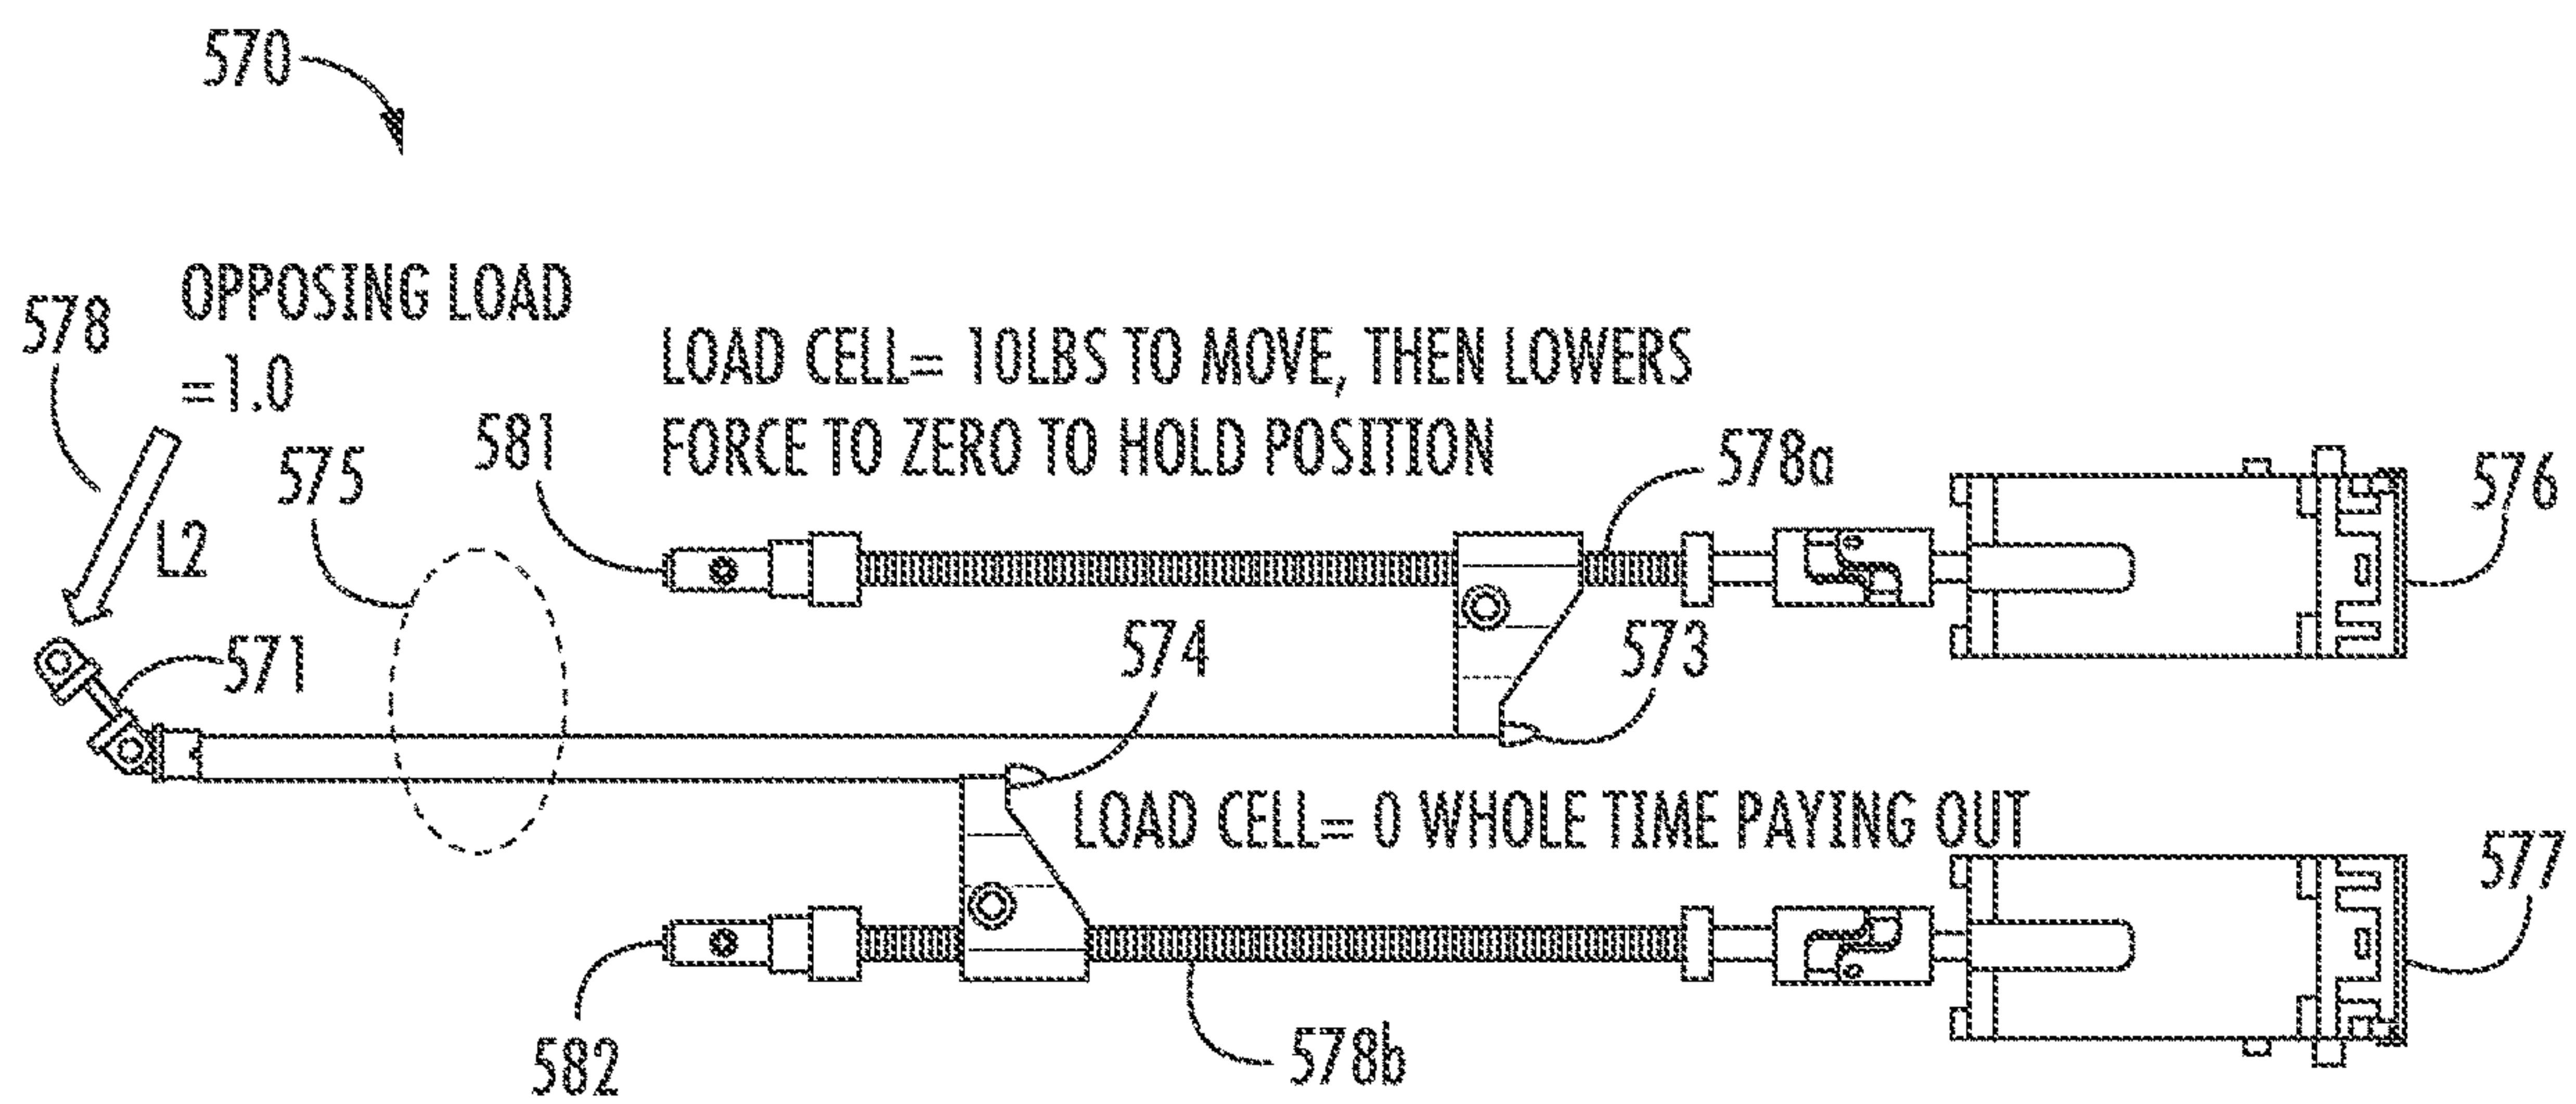 570
OPPOSING LOAD
578
=1.0
LOAD CELL= 10LBS TO MOVE, THEN LOWERS
FORCE TO ZERO TO HOLD POSITION
581
575
578a
576
L2
571
574
573
LOAD CELL= 0 WHOLE TIME PAYING OUT
577
582
578b